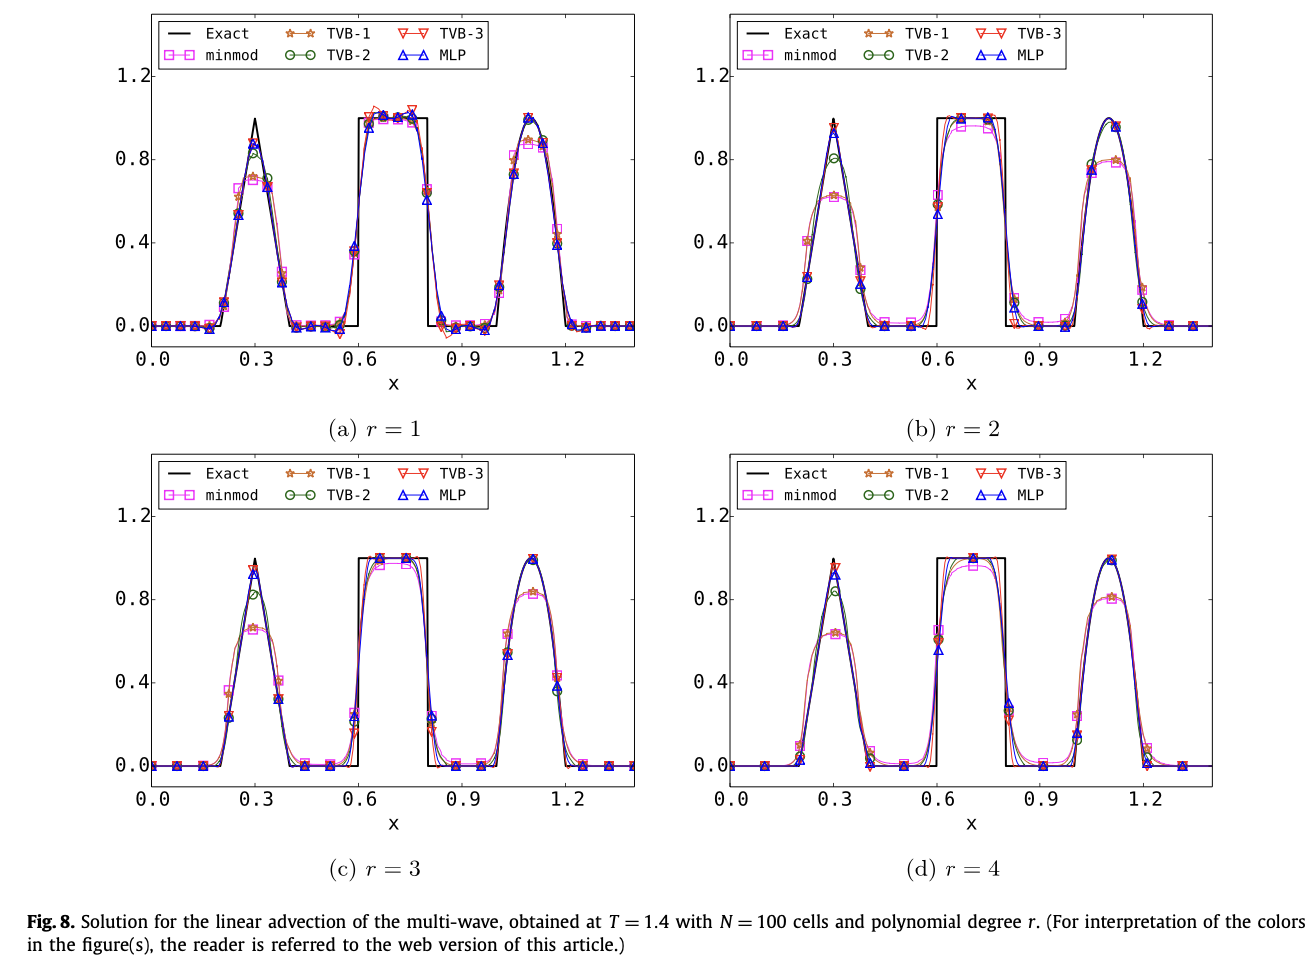 Exact TVB-1 TVB-3
minmod TVB-2 MLP
1.2
0.8
0.4
0.0
0.0 0.3 0.6 0.9 1.2
x
(a) r = 1
Exact TVB-1 TVB-3
minmod TVB-2 MLP
1.2
0.8
0.4
0.0
0.0 0.3 0.6 0.9 1.2
x
(b) r = 2
Exact TVB-1 TVB-3
minmod TVB-2 MLP
1.2
0.8
0.4
0.0
0.0 0.3 0.6 0.9 1.2
x
(c) r = 3
Exact TVB-1 TVB-3
minmod TVB-2 MLP
1.2
0.8
0.4
0.0
0.0 0.3 0.6 0.9 1.2
x
(d) r = 4
Fig. 8. Solution for the linear advection of the multi-wave, obtained at T = 1.4 with N = 100 cells and polynomial degree r. (For interpretation of the colors
in the figure(s), the reader is referred to the web version of this article.)